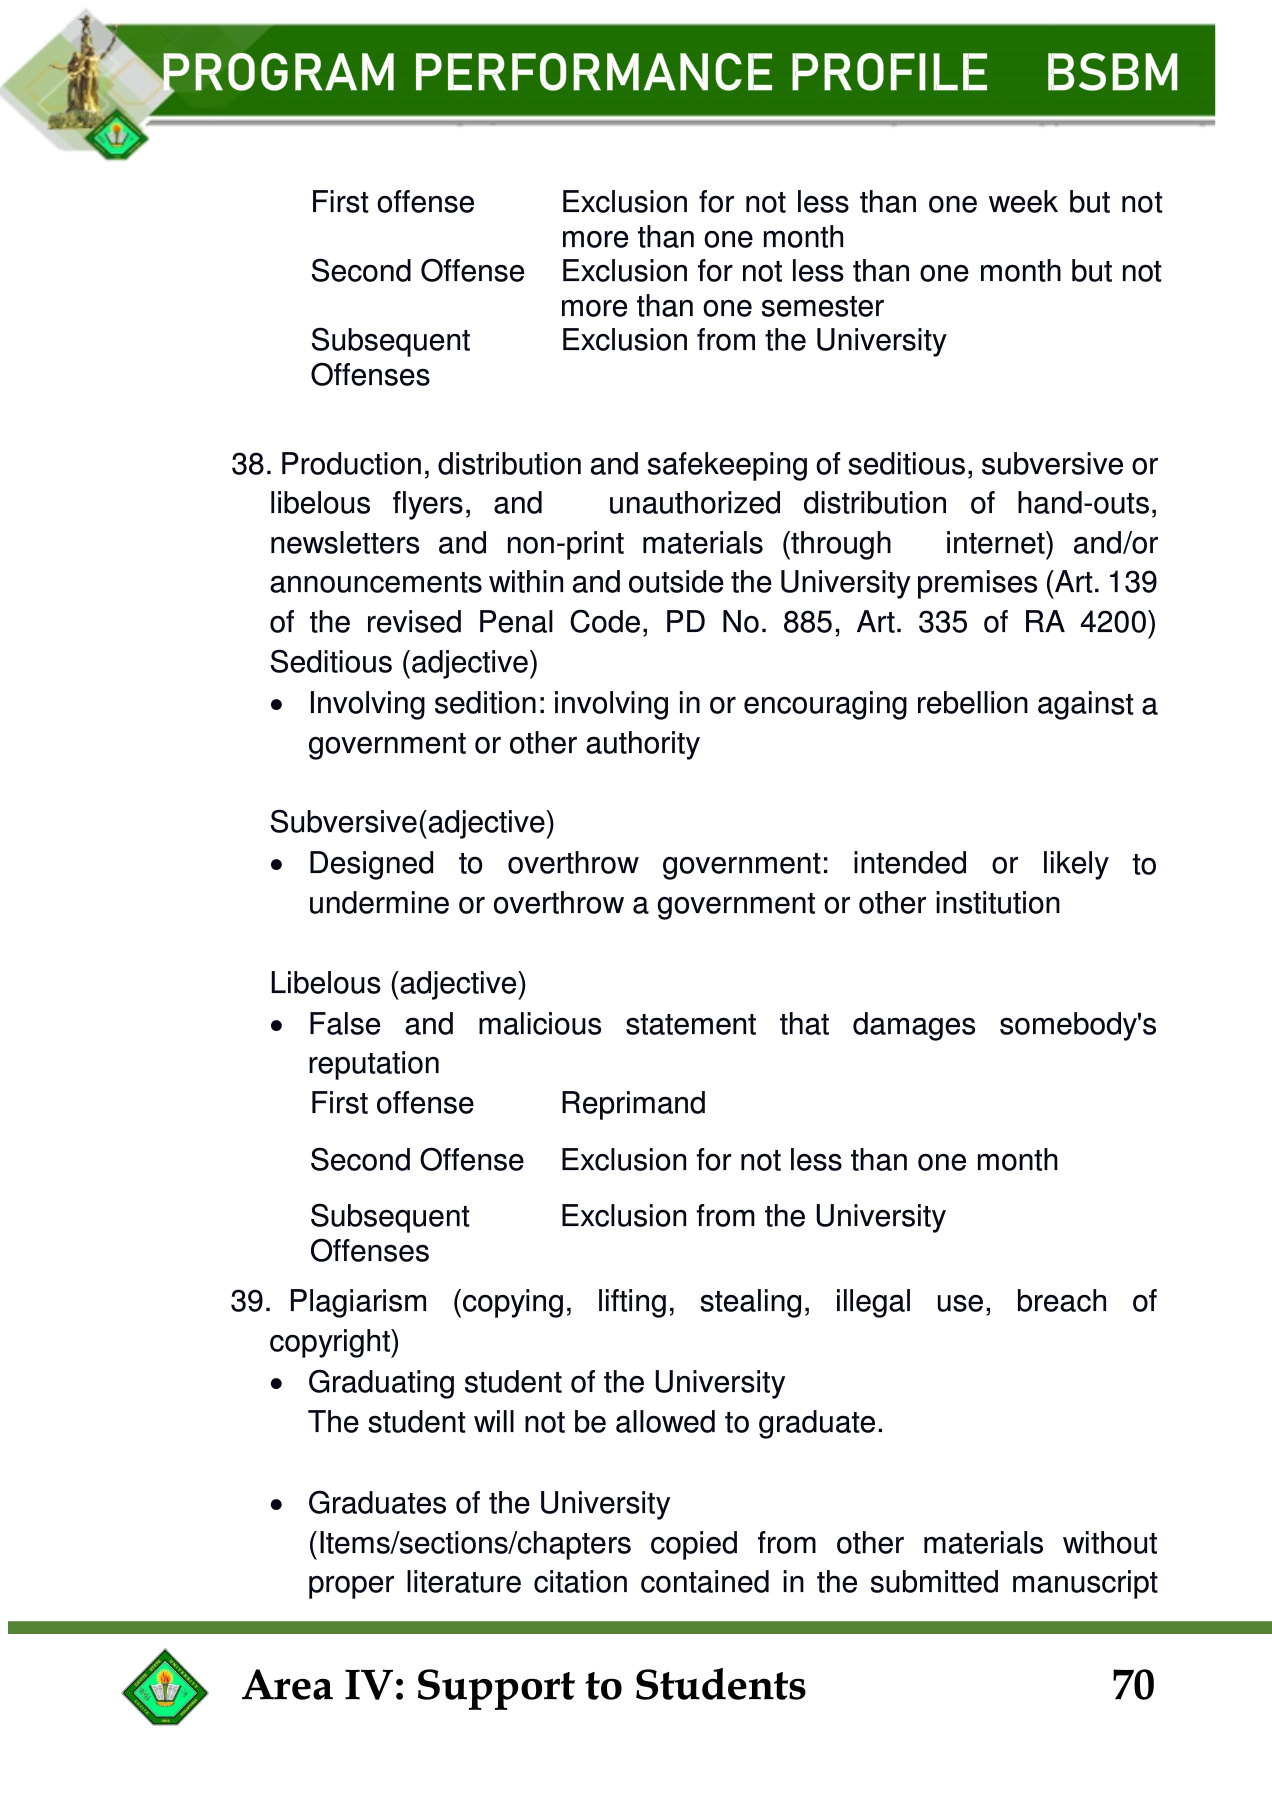 PROGRAM PERFORMANCE PROFILE BSBM
First offense Exclusion for not less than one week but not
more than one month
Second Offense Exclusion for not less than one month but not
more than one semester
Subsequent Exclusion from the University
Offenses
38. Production, distribution and safekeeping of seditious, subversive or
libelous flyers, and unauthorized distribution of hand-outs,
newsletters and non-print materials (through internet) and/or
announcements within and outside the University premises (Art. 139
of the revised Penal Code, PD No. 885, Art. 335 of RA 4200)
Seditious (adjective)
• Involving sedition: involving in or encouraging rebellion against a
government or other authority
Subversive(adjective)
• Designed to overthrow government: intended or likely to
undermine or overthrow a government or other institution
Libelous (adjective)
• False and malicious statement that damages somebody's
reputation
First offense Reprimand
Second Offense Exclusion for not less than one month
Subsequent Exclusion from the University
Offenses
39. Plagiarism (copying, lifting, stealing, illegal use, breach of
copyright)
• Graduating student of the University
The student will not be allowed to graduate.
• Graduates of the University
(Items/sections/chapters copied from other materials without
proper literature citation contained in the submitted manuscript
Area IV: Support to Students 70